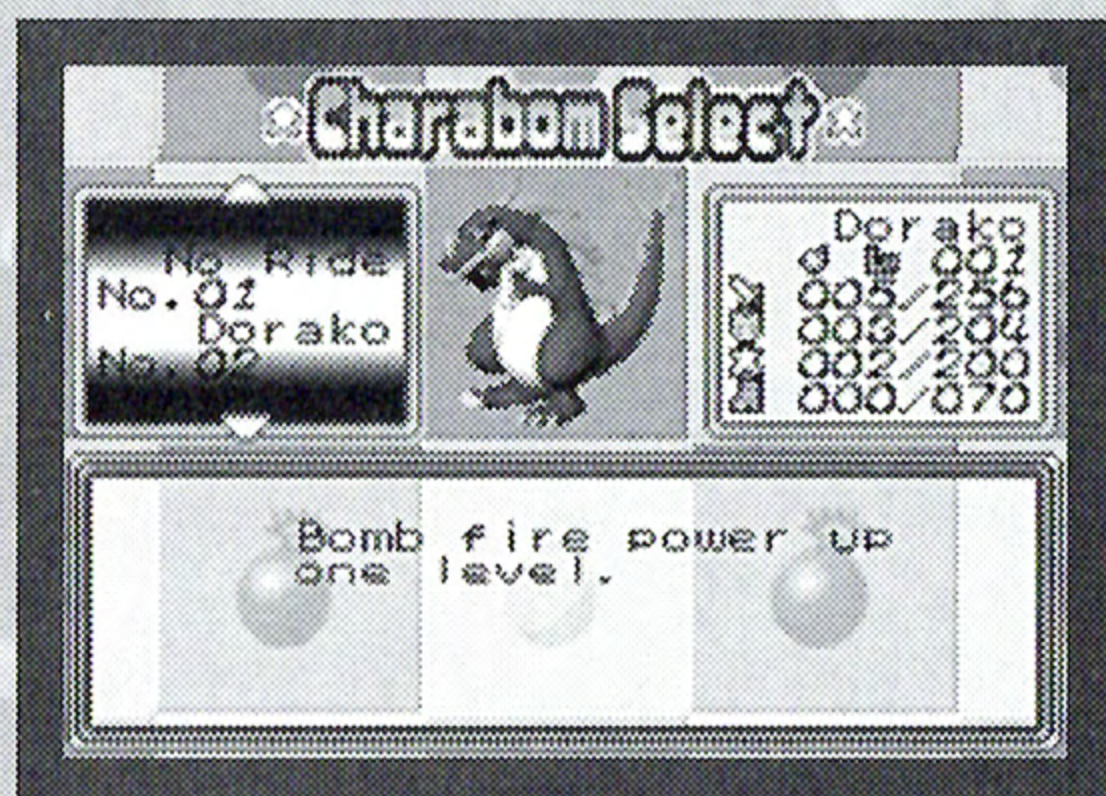 Charabom Select
No Ride
No.01
Dorako
No.02
Dorako
001
005/256
003/204
002/200
000/070
Bomb fire power up
one level.